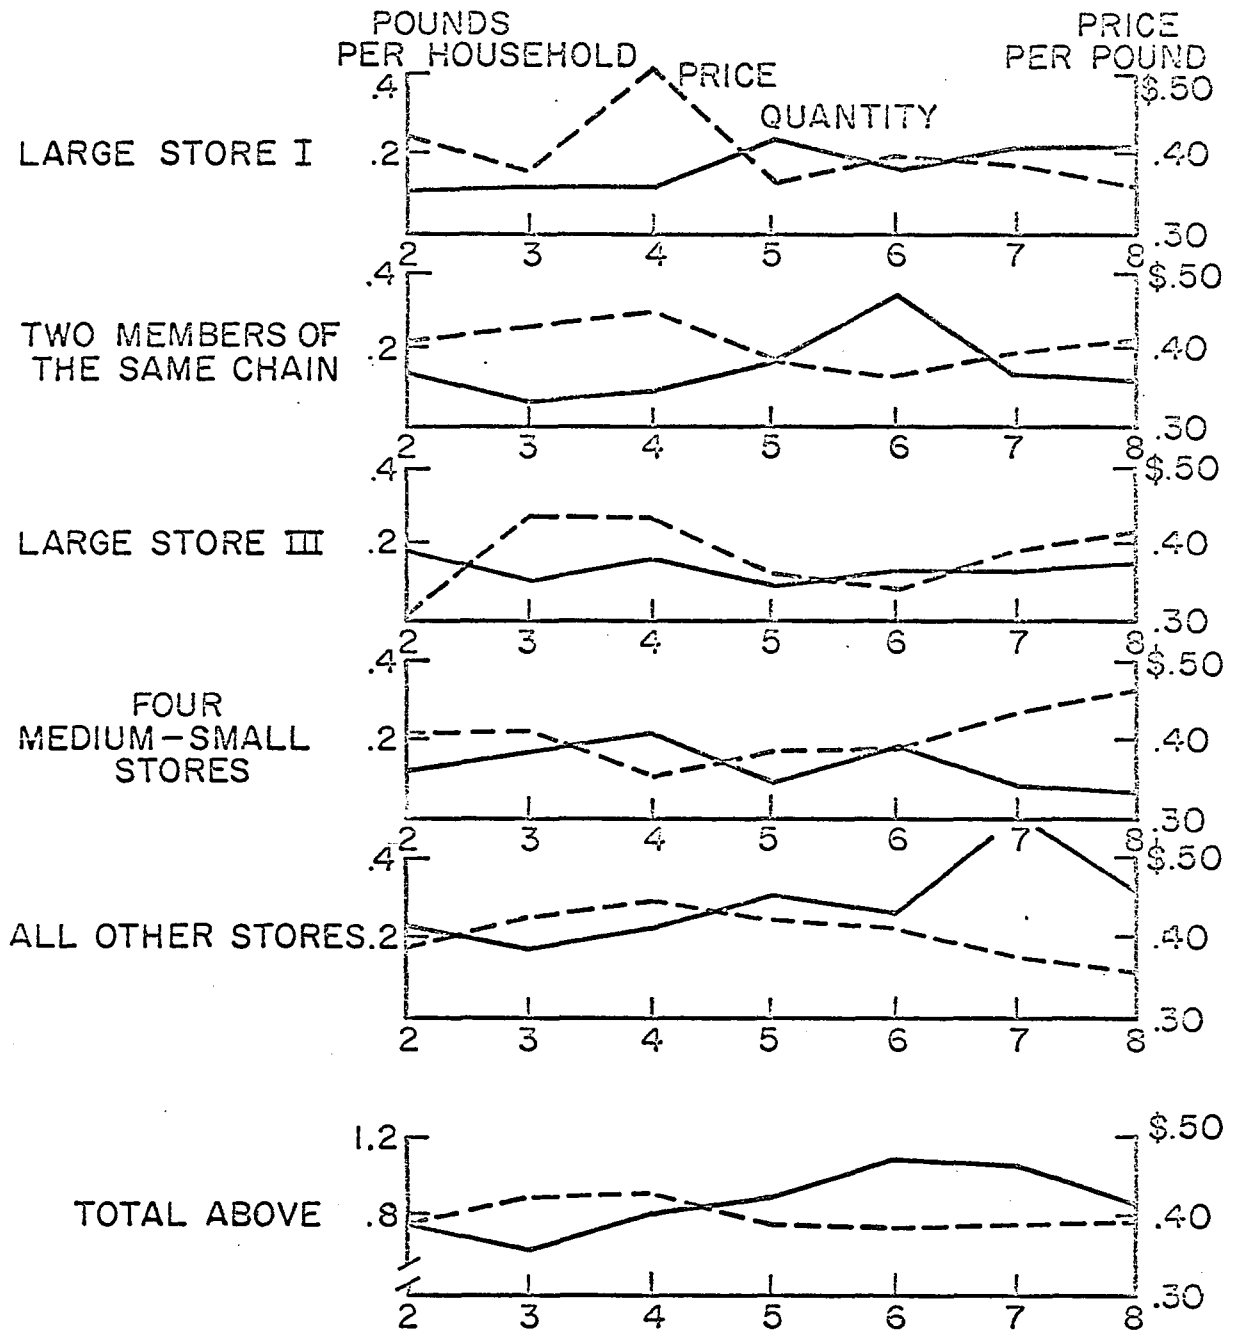 POUNDS
PER HOUSEHOLD
PRICE
PER POUND
PRICE
QUANTITY
LARGE STORE I
.4
.2
$.50
.40
.30
2 3 4 5 6 7 8
TWO MEMBERS OF
THE SAME CHAIN
.4
.2
$.50
.40
.30
2 3 4 5 6 7 8
LARGE STORE III
.4
.2
$.50
.40
.30
2 3 4 5 6 7 8
FOUR
MEDIUM-SMALL
STORES
.4
.2
$.50
.40
.30
2 3 4 5 6 7 8
ALL OTHER STORES
.4
.2
$.50
.40
.30
2 3 4 5 6 7 8
TOTAL ABOVE
1.2
.8
$.50
.40
.30
2 3 4 5 6 7 8